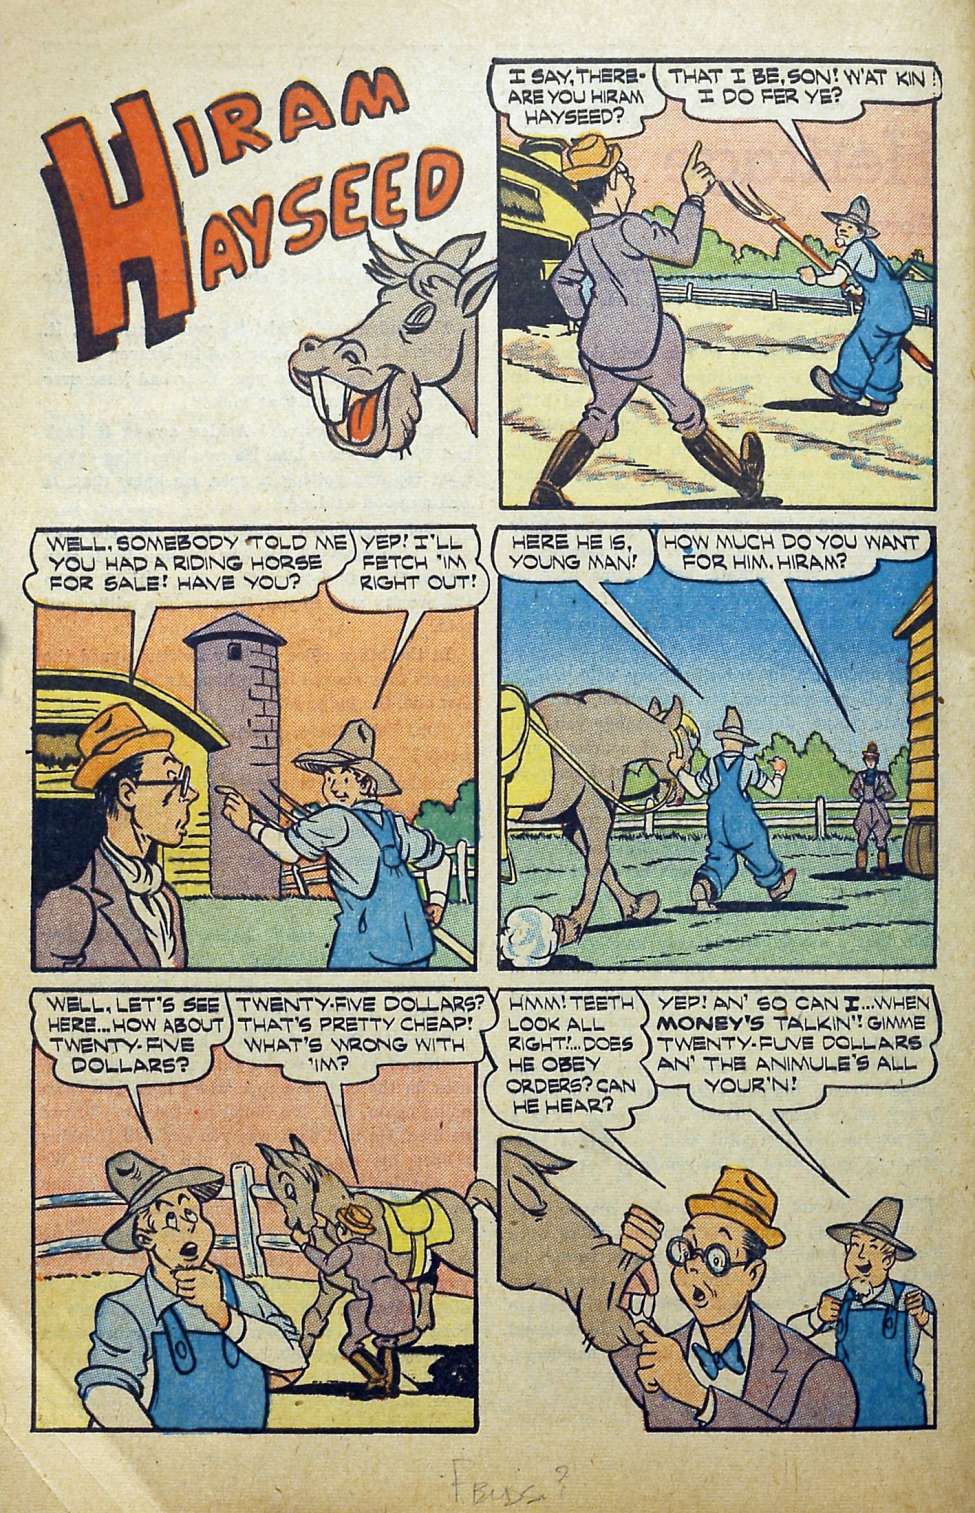 HIRAM
HAYSEED
I SAY, THERE-
ARE YOU HIRAM
HAYSEED?
THAT I BE, SON! W'AT KIN
I DO FER YE?
WELL, SOMEBODY TOLD ME
YOU HAD A RIDING HORSE
FOR SALE! HAVE YOU?
YEP! I'LL
FETCH 'IM
RIGHT OUT!
HERE HE IS,
YOUNG MAN!
HOW MUCH DO YOU WANT
FOR HIM, HIRAM?
WELL, LET'S SEE
HERE...HOW ABOUT
TWENTY-FIVE
DOLLARS?
TWENTY-FIVE DOLLARS?
THAT'S PRETTY CHEAP!
WHAT'S WRONG WITH
'IM?
HMM! TEETH
LOOK ALL
RIGHT!...DOES
HE OBEY
ORDERS? CAN
HE HEAR?
YEP! AN' SO CAN I...WHEN
MONEY'S TALKIN'! GIMME
TWENTY-FUVE DOLLARS
AN' THE ANIMULE'S ALL
YOUR'N!